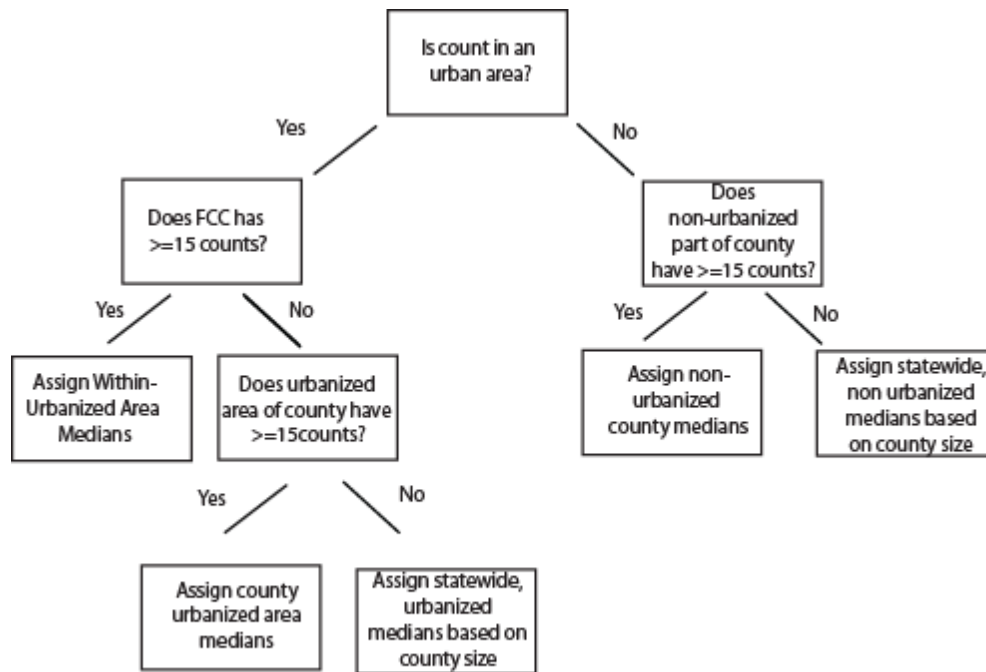 Is count in an
urban area?
Yes
No
Does FCC has
>=15 counts?
Does
non-urbanized
part of county
have >=15 counts?
Yes
No
Yes
No
Assign Within-
Urbanized Area
Medians
Does urbanized
area of county have
>=15counts?
Assign non-
urbanized
county medians
Assign statewide,
non urbanized
medians based
on county size
Yes
No
Assign county
urbanized area
medians
Assign statewide,
urbanized
medians based on
county size